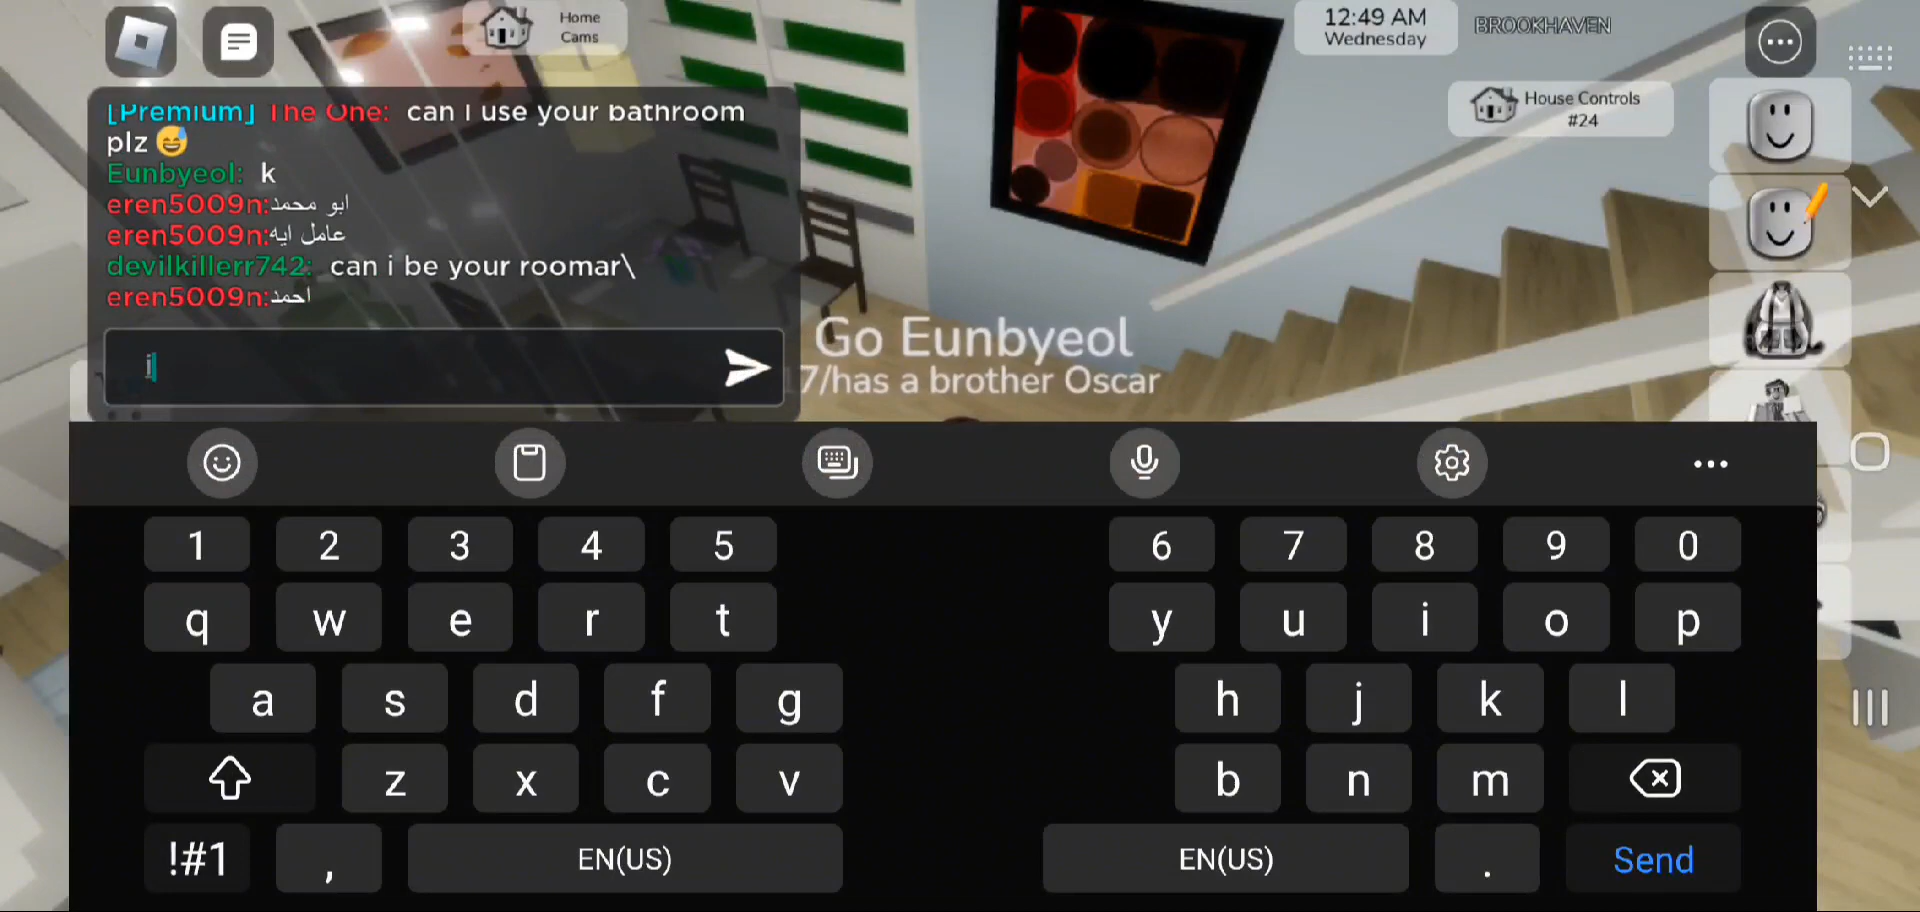 Home
Cams
12:49 AM
Wednesday
BROOKHAVEN
House Controls
#24
[Premium] The One: can I use your bathroom
plz 😅
Eunbyeol: k
eren5009n:ابو محمد
eren5009n:عامل ايه
devilkillerr742: can i be your roomar\
eren5009n:احمد
i
Go Eunbyeol
7/has a brother Oscar
1 2 3 4 5 6 7 8 9 0
q w e r t y u i o p
a s d f g h j k l
z x c v b n m
!#1 , EN(US) EN(US) . Send